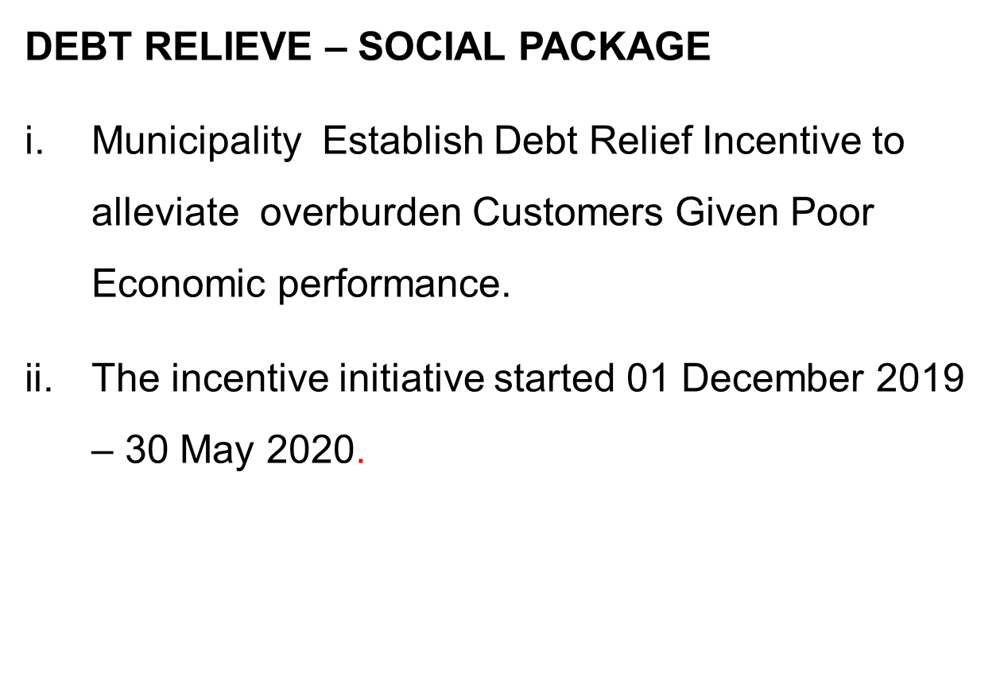 DEBT RELIEVE – SOCIAL PACKAGE
i. Municipality Establish Debt Relief Incentive to
alleviate overburden Customers Given Poor
Economic performance.
ii. The incentive initiative started 01 December 2019
– 30 May 2020.